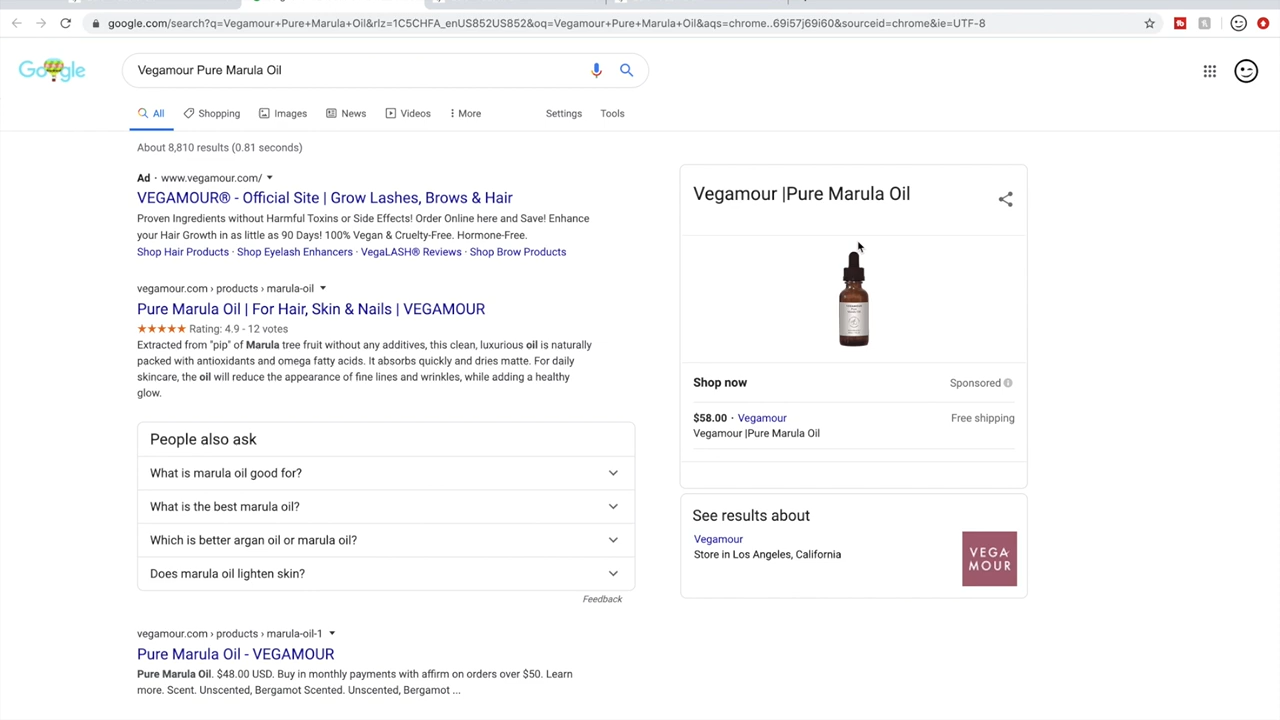 google.com/search?q=Vegamour+Pure+Marula+Oil&rlz=1C5CHFA_enUS852US852&oq=Vegamour+Pure+Marula+Oil&aqs=chrome..69i57j69i60&sourceid=chrome&ie=UTF-8
Google
Vegamour Pure Marula Oil
All Shopping Images News Videos More Settings Tools
About 8,810 results (0.81 seconds)
Ad · www.vegamour.com/
VEGAMOUR® - Official Site | Grow Lashes, Brows & Hair
Proven Ingredients without Harmful Toxins or Side Effects! Order Online here and Save! Enhance
your Hair Growth in as little as 90 Days! 100% Vegan & Cruelty-Free. Hormone-Free.
Shop Hair Products · Shop Eyelash Enhancers · VegaLASH® Reviews · Shop Brow Products
vegamour.com › products › marula-oil
Pure Marula Oil | For Hair, Skin & Nails | VEGAMOUR
Rating: 4.9 - 12 votes
Extracted from "pip" of Marula tree fruit without any additives, this clean, luxurious oil is naturally
packed with antioxidants and omega fatty acids. It absorbs quickly and dries matte. For daily
skincare, the oil will reduce the appearance of fine lines and wrinkles, while adding a healthy
glow.
People also ask
What is marula oil good for?
What is the best marula oil?
Which is better argan oil or marula oil?
Does marula oil lighten skin?
Feedback
vegamour.com › products › marula-oil-1
Pure Marula Oil - VEGAMOUR
Pure Marula Oil. $48.00 USD. Buy in monthly payments with affirm on orders over $50. Learn
more. Scent. Unscented, Bergamot Scented. Unscented, Bergamot ...
Vegamour |Pure Marula Oil
Shop now Sponsored
$58.00 · Vegamour Free shipping
Vegamour |Pure Marula Oil
See results about
Vegamour
Store in Los Angeles, California
VEGA
MOUR